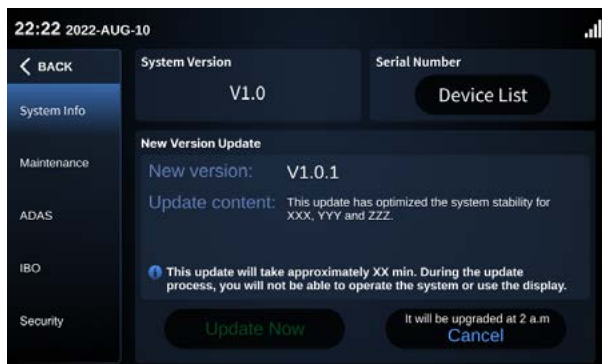 22:22 2022-AUG-10
BACK
System Version
Serial Number
V1.0
Device List
System Info
New Version Update
Maintenance
New version: V1.0.1
Update content: This update has optimized the system stability for
XXX, YYY and ZZZ.
ADAS
IBO
This update will take approximately XX min. During the update
process, you will not be able to operate the system or use the display.
Security
Update Now
It will be upgraded at 2 a.m
Cancel